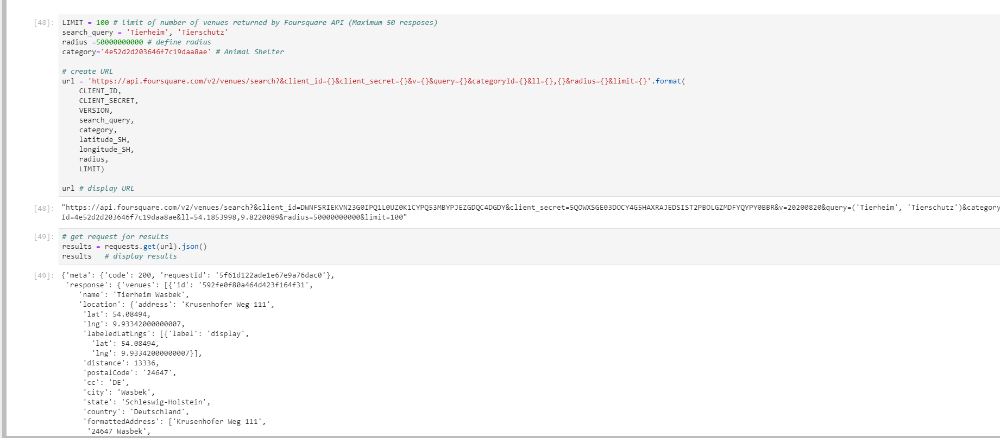 [48]: LIMIT = 100 # limit of number of venues returned by Foursquare API (Maximum 50 resposes)
search_query = 'Tierheim', 'Tierschutz'
radius =50000000000 # define radius
category='4e52d2d203646f7c19daa8ae' # Animal Shelter
# create URL
url = 'https://api.foursquare.com/v2/venues/search?&client_id={}&client_secret={}&v={}&query={}&categoryId={}&ll={},{}&radius={}&limit={}'.format(
CLIENT_ID,
CLIENT_SECRET,
VERSION,
search_query,
category,
latitude_SH,
longitude_SH,
radius,
LIMIT)
url # display URL
[48]: "https://api.foursquare.com/v2/venues/search?&client_id=DWNFSRIEKVN23G0IPQ1L0UZ0K1CYPQ53MBYPJEZGDQC4DGDY&client_secret=5QOWXSGE03DOCY4G5HAXRAJEDSIST2PBOLGZMDFYQYPY0BBR&v=20200820&query=('Tierheim', 'Tierschutz')&category
Id=4e52d2d203646f7c19daa8ae&ll=54.1853998,9.8220089&radius=50000000000&limit=100"
[49]: # get request for results
results = requests.get(url).json()
results # display results
[49]: {'meta': {'code': 200, 'requestId': '5f61d122ade1e67e9a76dac0'},
'response': {'venues': [{'id': '592fe0f80a464d423f164f31',
'name': 'Tierheim Wasbek',
'location': {'address': 'Krusenhofer Weg 111',
'lat': 54.08494,
'lng': 9.93342000000007,
'labeledLatLngs': [{'label': 'display',
'lat': 54.08494,
'lng': 9.93342000000007}],
'distance': 13336,
'postalCode': '24647',
'cc': 'DE',
'city': 'Wasbek',
'state': 'Schleswig-Holstein',
'country': 'Deutschland',
'formattedAddress': ['Krusenhofer Weg 111',
'24647 Wasbek',